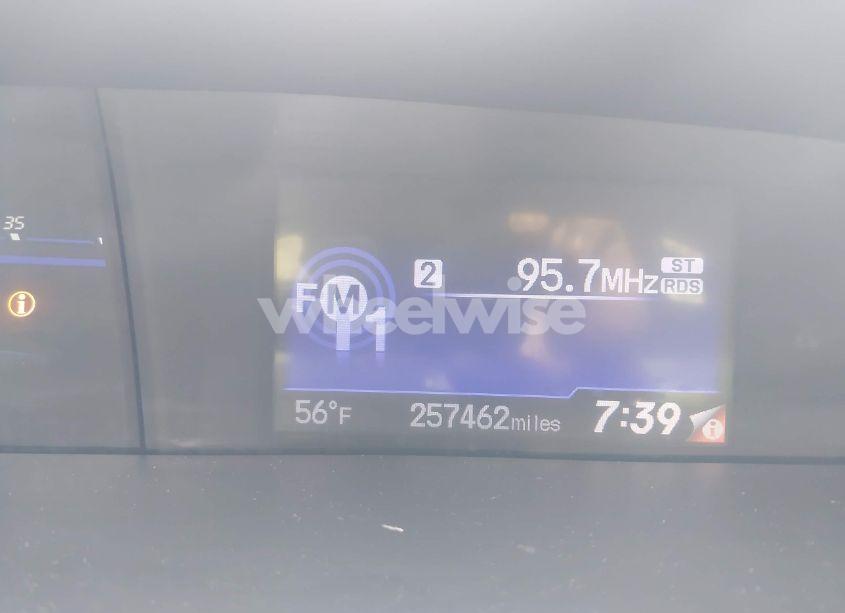 35
2 95.7MHz ST
FM1 RDS
wheelwise
56°F 257462miles 7:39 i
i